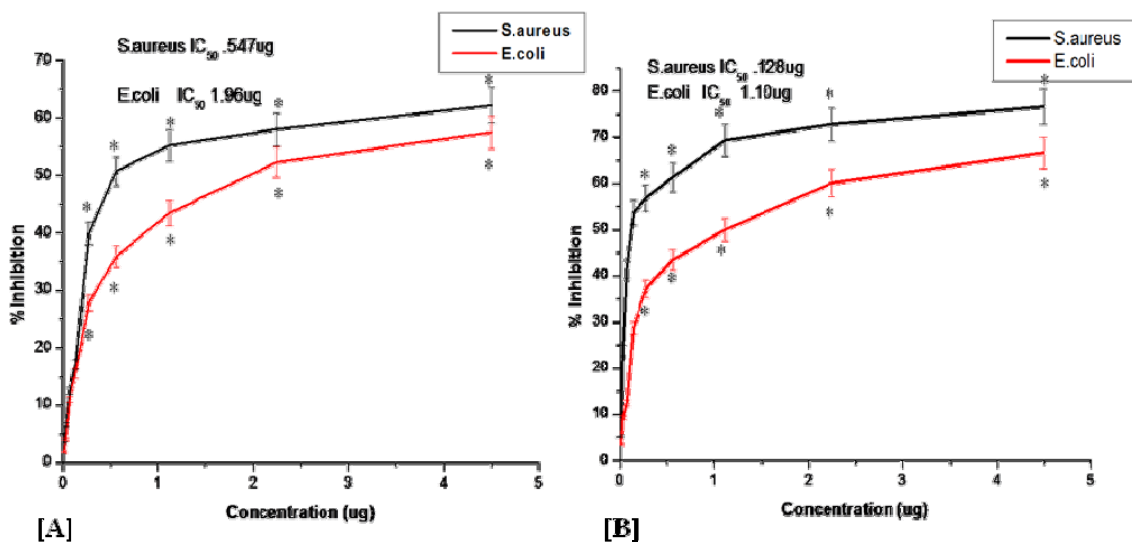 S.aureus
E.coli
S.aureus IC50 .547ug
E.coli IC50 1.96ug
70
60
50
40
30
20
10
0
% Inhibition
0 1 2 3 4 5
Concentration (ug)
[A]
S.aureus
E.coli
S.aureus IC50 .128ug
E.coli IC50 1.10ug
80
70
60
50
40
30
20
10
0
% Inhibition
0 1 2 3 4 5
Concentration (ug)
[B]